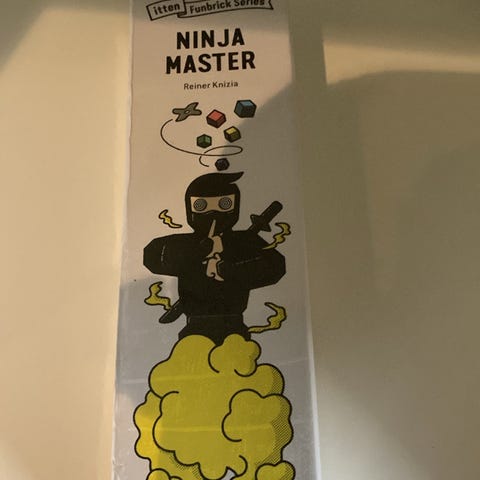 itten Funbrick Series
NINJA
MASTER
Reiner Knizia